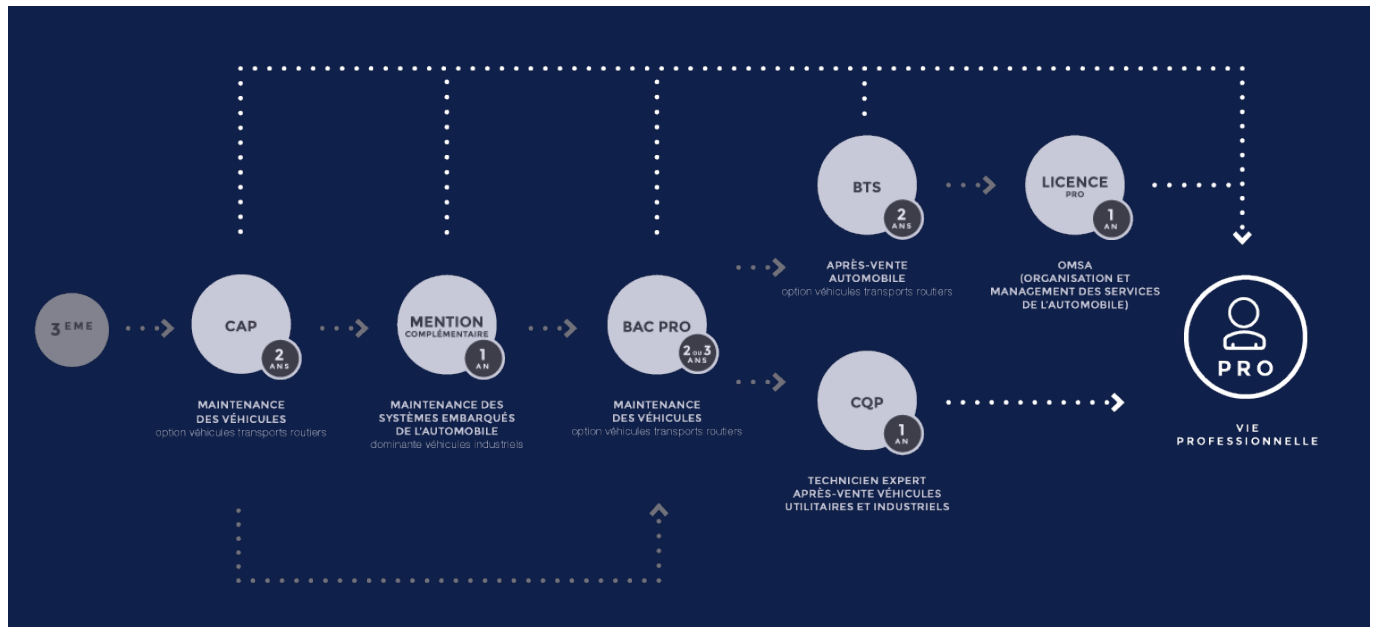 3 EME
CAP
2
ANS
MAINTENANCE
DES VÉHICULES
option véhicules transports routiers
MENTION
COMPLÉMENTAIRE
1
AN
MAINTENANCE DES
SYSTÈMES EMBARQUÉS
DE L'AUTOMOBILE
dominante véhicules industriels
BAC PRO
2 OU 3
ANS
MAINTENANCE
DES VÉHICULES
option véhicules transports routiers
BTS
2
ANS
APRÈS-VENTE
AUTOMOBILE
option véhicules transports routiers
LICENCE
PRO
1
AN
OMSA
(ORGANISATION ET
MANAGEMENT DES SERVICES
DE L'AUTOMOBILE)
CQP
1
AN
TECHNICIEN EXPERT
APRÈS-VENTE VÉHICULES
UTILITAIRES ET INDUSTRIELS
PRO
VIE
PROFESSIONNELLE